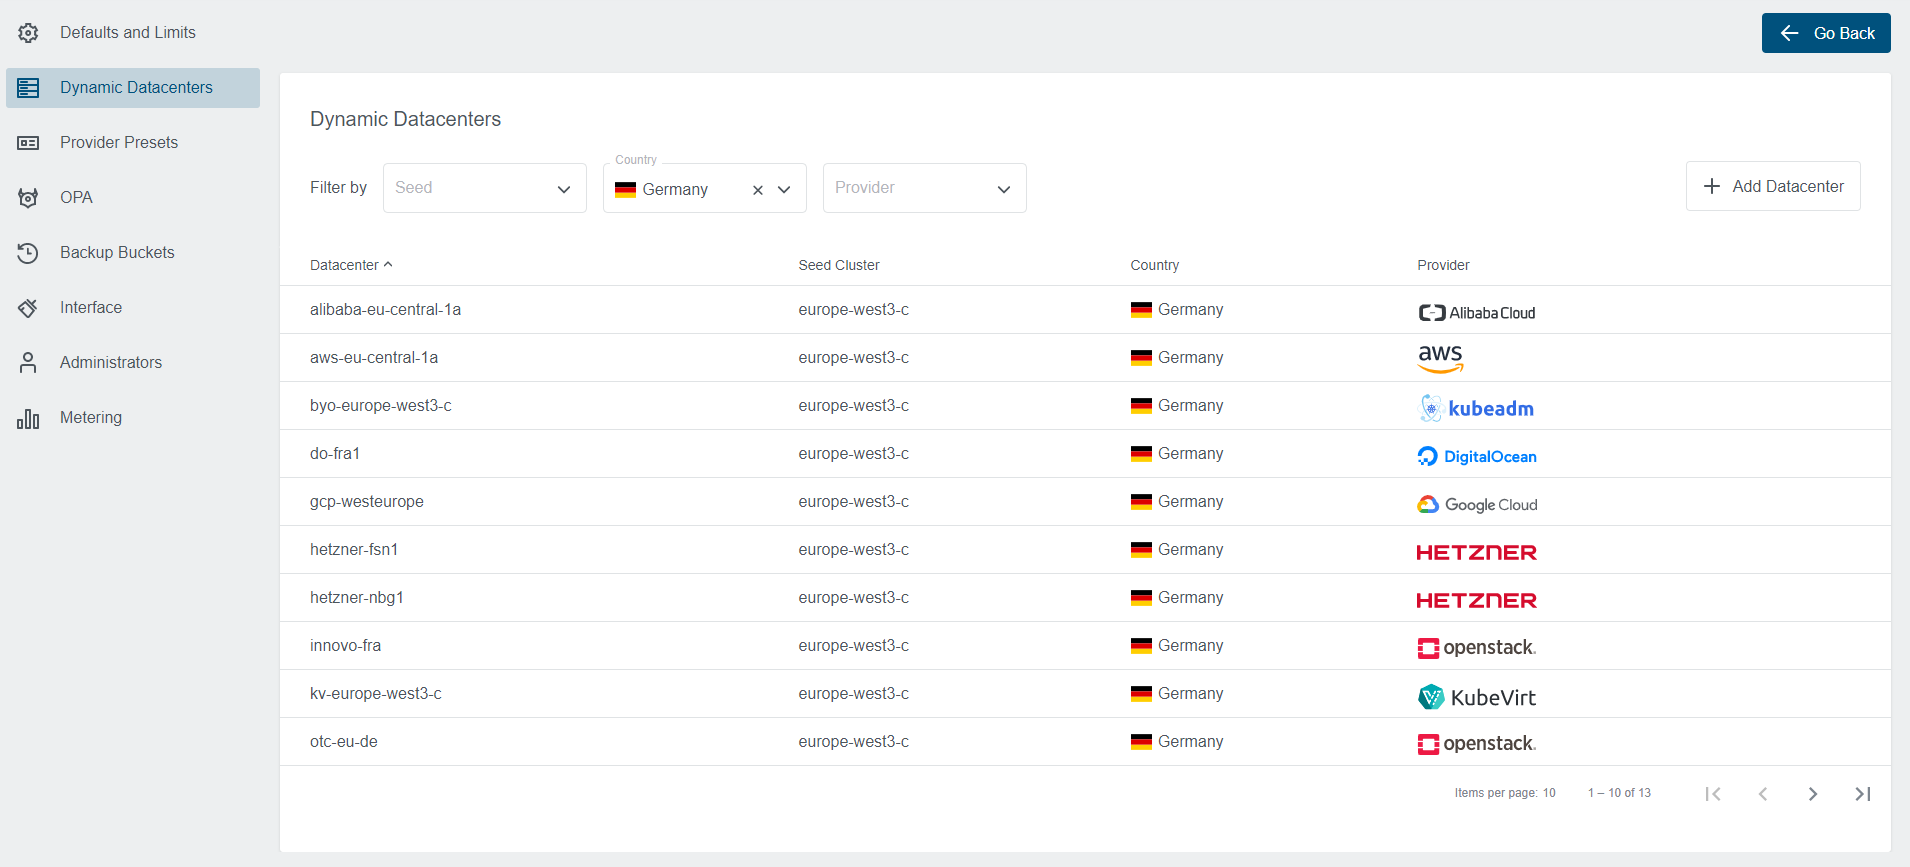 Defaults and Limits
Go Back
Dynamic Datacenters
Provider Presets
OPA
Backup Buckets
Interface
Administrators
Metering
Dynamic Datacenters
Country
Filter by Seed Germany Provider Add Datacenter
Datacenter Seed Cluster Country Provider
alibaba-eu-central-1a europe-west3-c Germany Alibaba Cloud
aws-eu-central-1a europe-west3-c Germany aws
byo-europe-west3-c europe-west3-c Germany kubeadm
do-fra1 europe-west3-c Germany DigitalOcean
gcp-westeurope europe-west3-c Germany Google Cloud
hetzner-fsn1 europe-west3-c Germany HETZNER
hetzner-nbg1 europe-west3-c Germany HETZNER
innovo-fra europe-west3-c Germany openstack.
kv-europe-west3-c europe-west3-c Germany KubeVirt
otc-eu-de europe-west3-c Germany openstack.
Items per page: 10 1 – 10 of 13